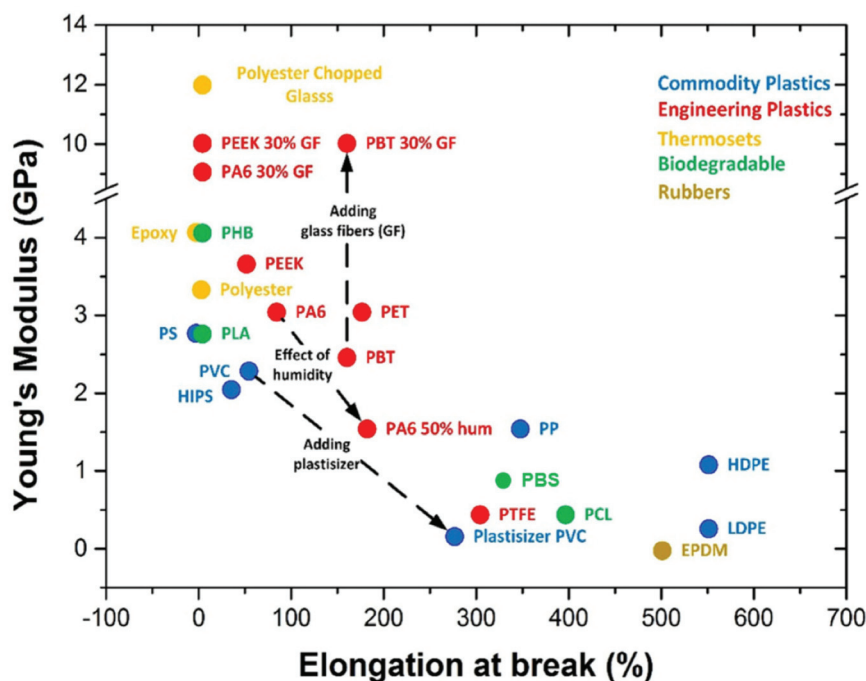 14
12
10
4
3
2
1
0
Young's Modulus (GPa)
-100 0 100 200 300 400 500 600 700
Elongation at break (%)
Polyester Chopped
Glasss
Commodity Plastics
Engineering Plastics
Thermosets
Biodegradable
Rubbers
PEEK 30% GF
PBT 30% GF
PA6 30% GF
Adding
glass fibers (GF)
Epoxy
PHB
PEEK
Polyester
PA6
PET
PS
PLA
Effect of
humidity
PBT
PVC
HIPS
PA6 50% hum
PP
Adding
plastisizer
HDPE
PBS
PTFE
PCL
LDPE
Plastisizer PVC
EPDM